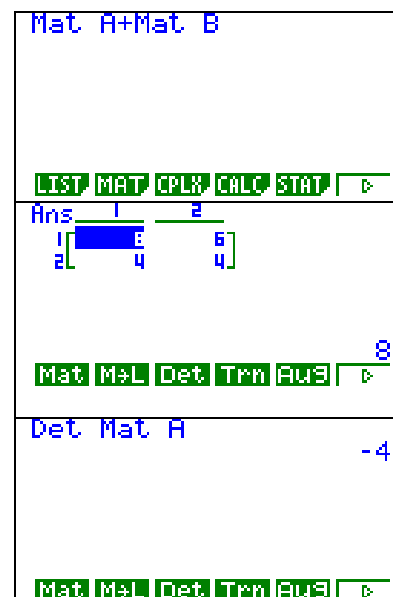 Mat A+Mat B
LIST MAT CPLX CALC STAT ▷
Ans 1 2
1 8 6
2 4 4
8
Mat M→L Det Trn Aug ▷
Det Mat A
-4
Mat M→L Det Trn Aug ▷